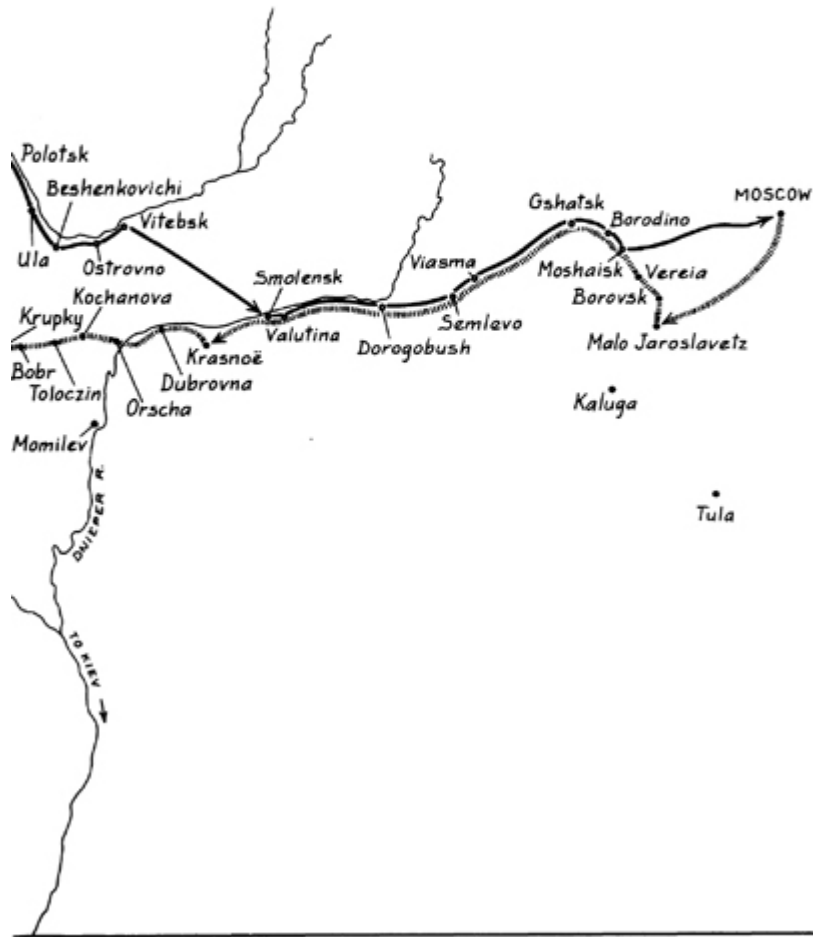 Polotsk
Beshenkovichi
Vitebsk
Ula
Ostrovno
Kochanova
Krupky
Bobr
Toloczin
Orscha
Dubrovna
Krasnoë
Smolensk
Valutina
Dorogobush
Viasma
Semlevo
Gshatsk
Borodino
MOSCOW
Moshaisk
Vereia
Borovsk
Malo Jaroslavetz
Kaluga
Tula
Momilev
DNIEPER R.
TO KIEV